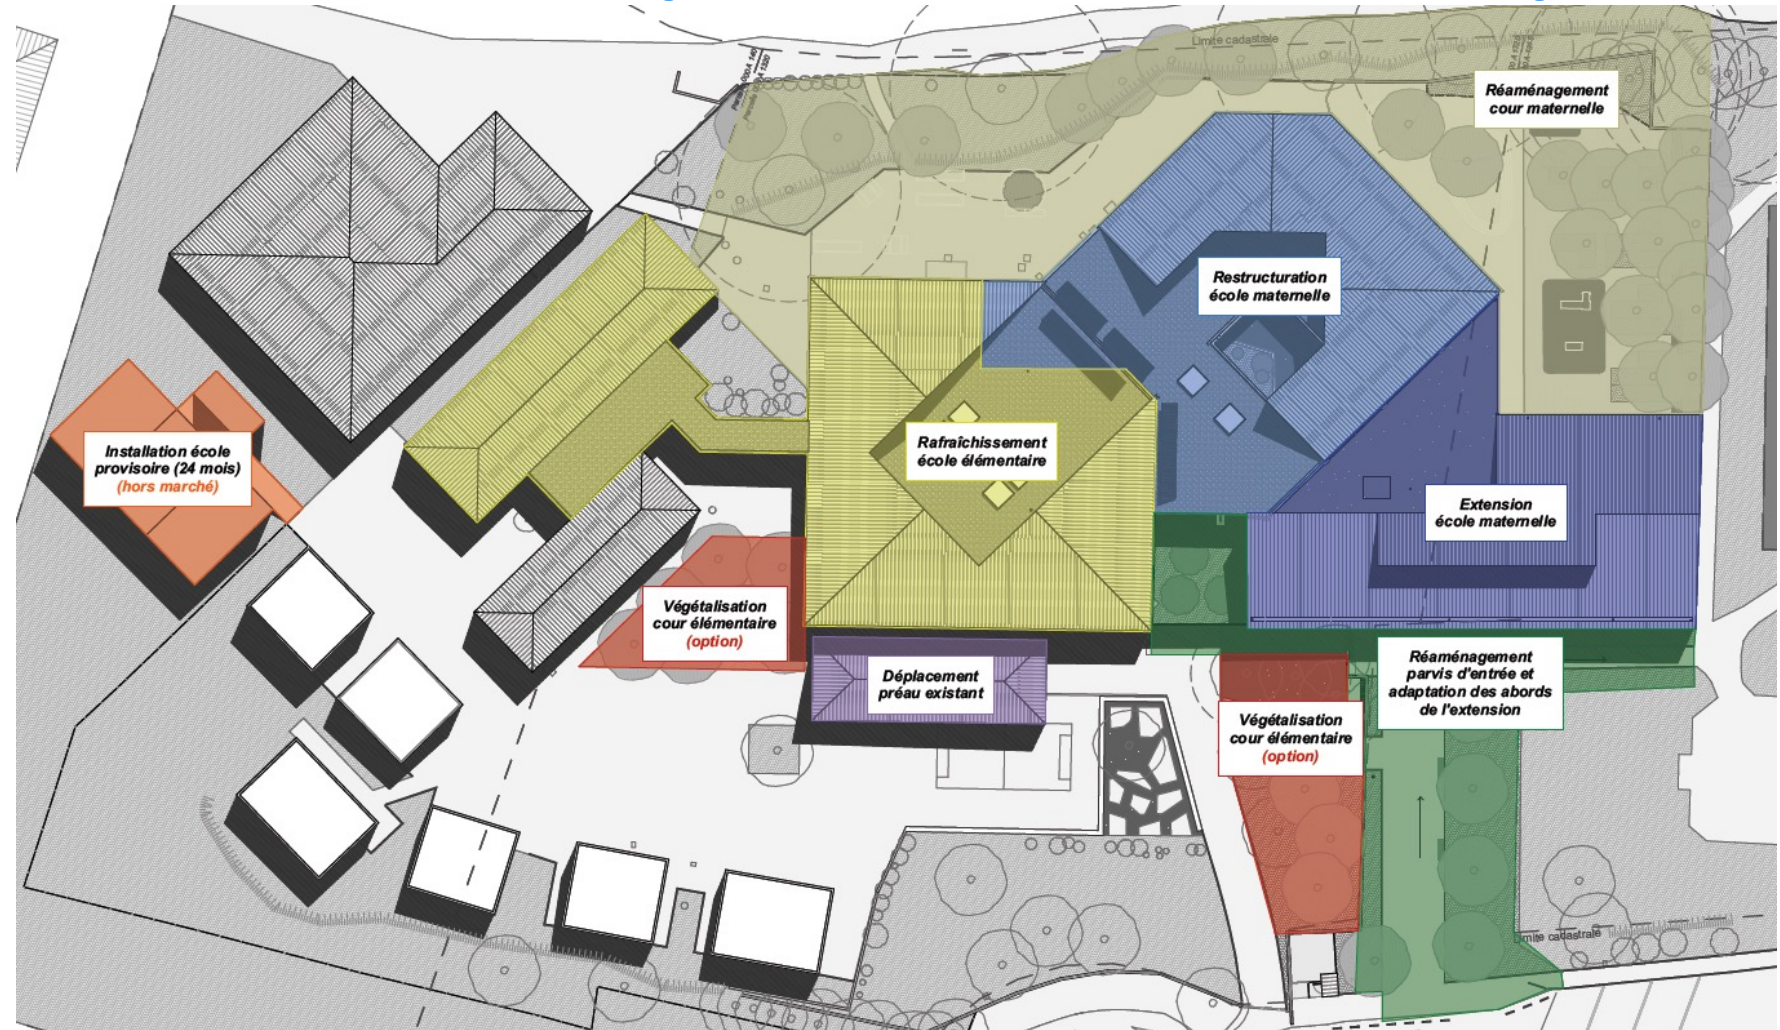 Limite cadastrale
Réaménagement
cour maternelle
Restructuration
école maternelle
Installation école
provisoire (24 mois)
(hors marché)
Rafraîchissement
école élémentaire
Extension
école maternelle
Végétalisation
cour élémentaire
(option)
Déplacement
préau existant
Réaménagement
parvis d'entrée et
adaptation des abords
de l'extension
Végétalisation
cour élémentaire
(option)
Limite cadastrale